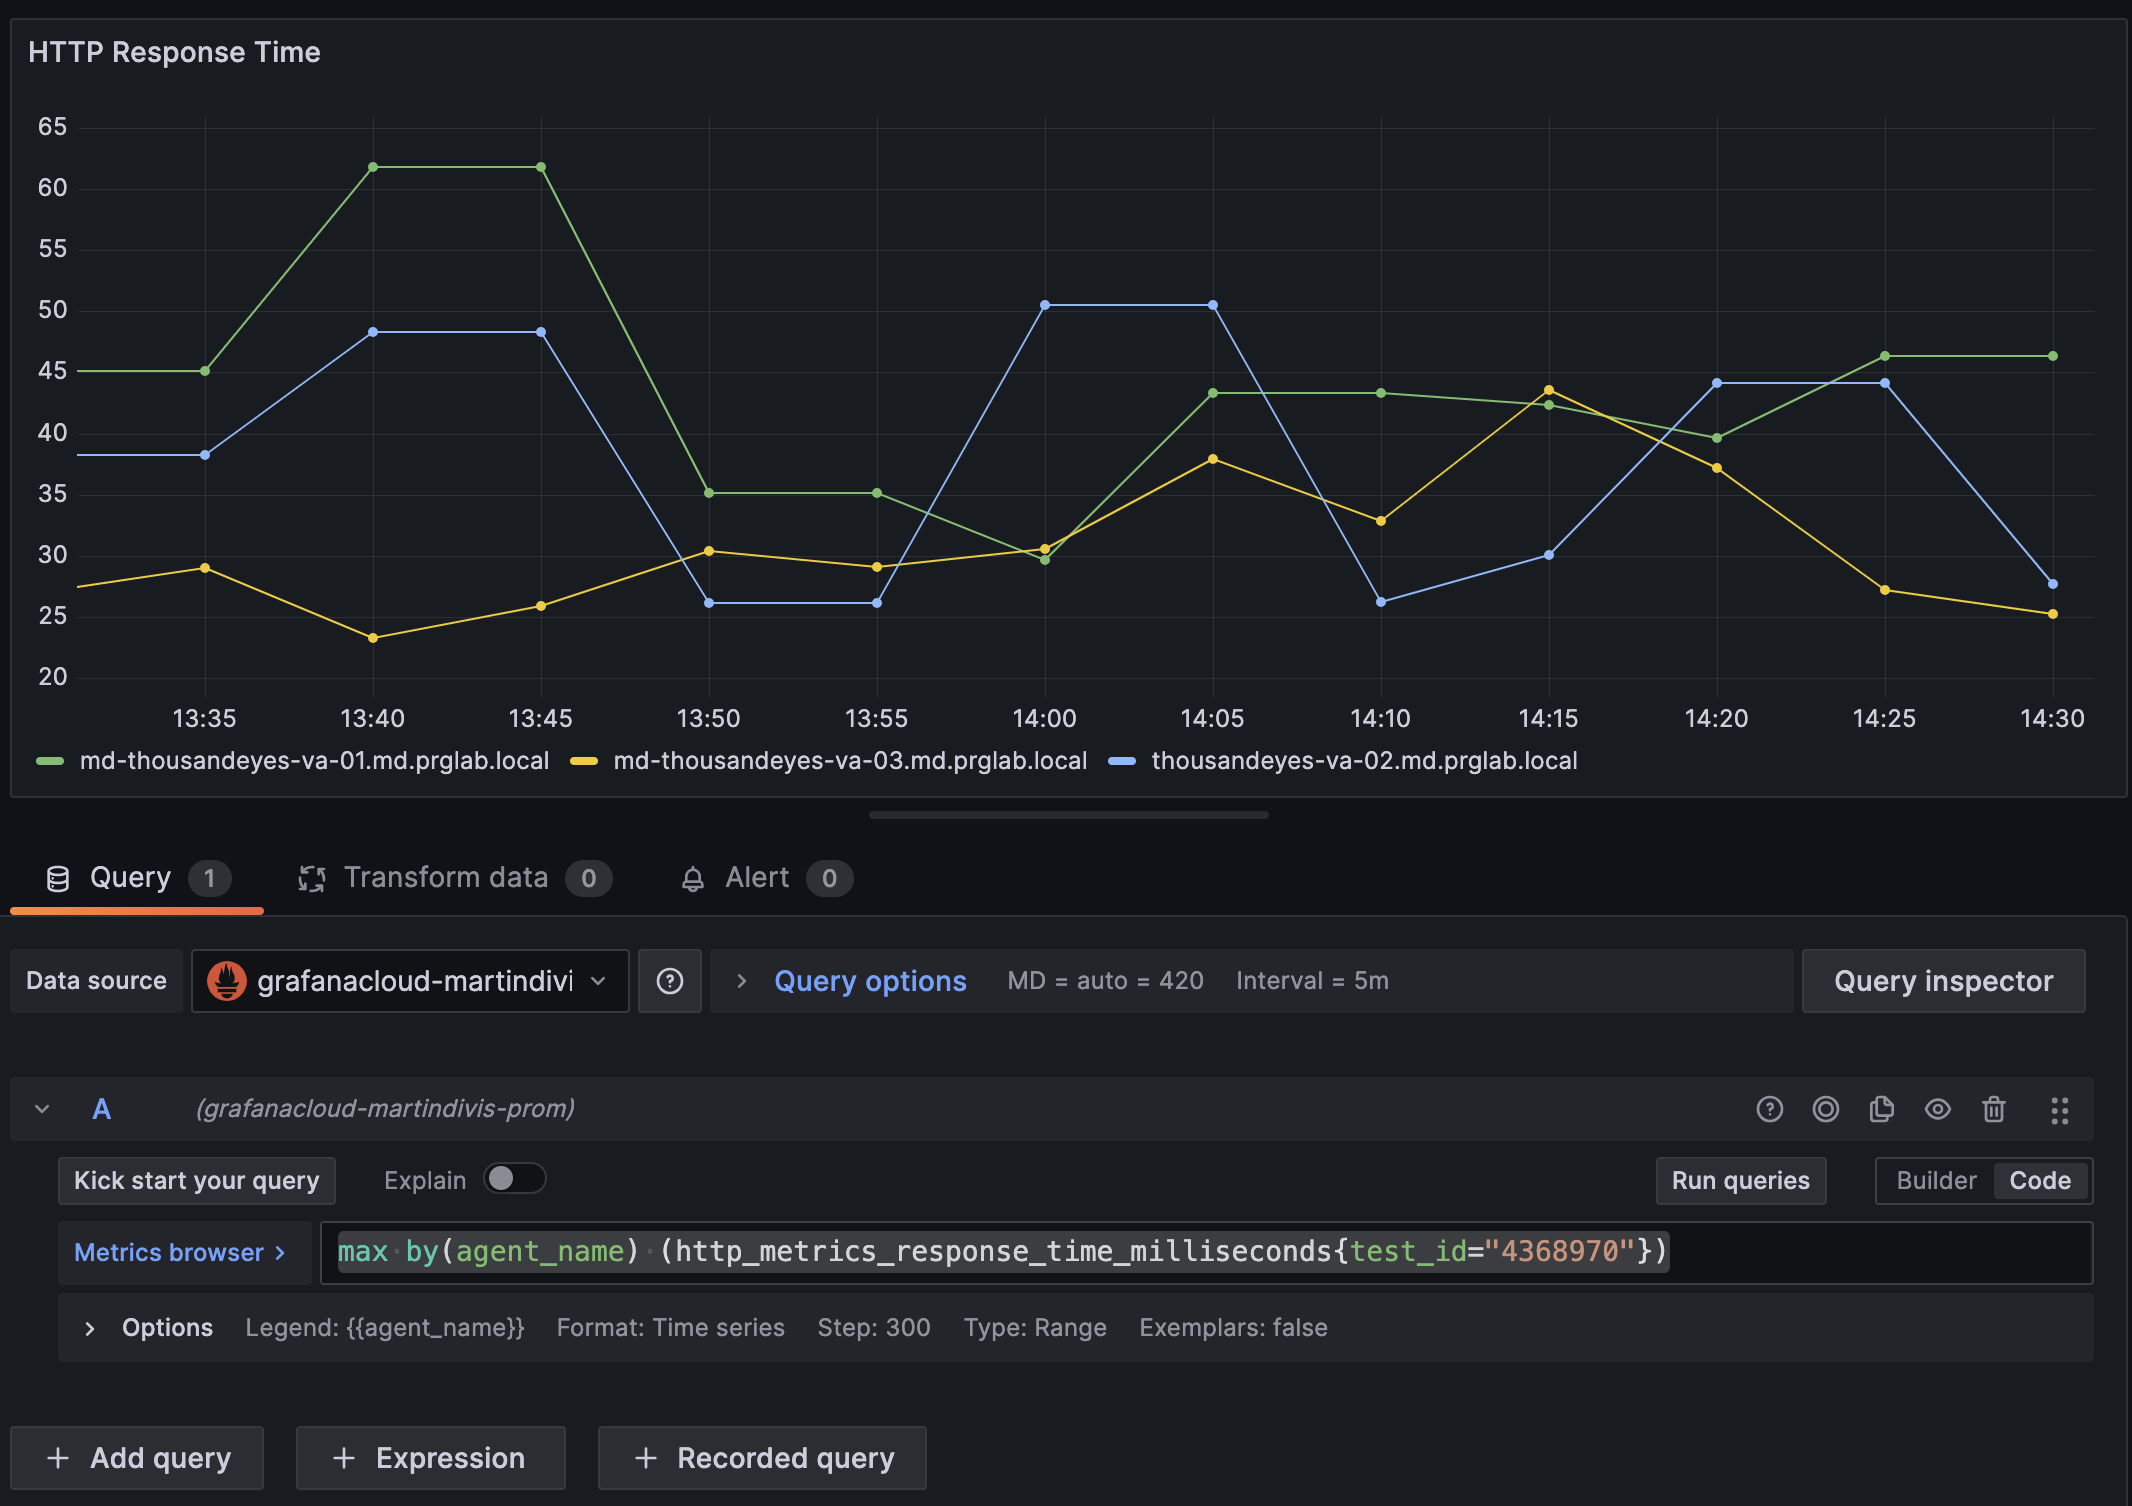 HTTP Response Time
65
60
55
50
45
40
35
30
25
20
13:35 13:40 13:45 13:50 13:55 14:00 14:05 14:10 14:15 14:20 14:25 14:30
md-thousandeyes-va-01.md.prglab.local md-thousandeyes-va-03.md.prglab.local thousandeyes-va-02.md.prglab.local
Query 1 Transform data 0 Alert 0
Data source grafanacloud-martindivi Query options MD = auto = 420 Interval = 5m Query inspector
A (grafanacloud-martindivis-prom)
Kick start your query Explain Run queries Builder Code
Metrics browser > max by(agent_name) (http_metrics_response_time_milliseconds{test_id="4368970"})
Options Legend: {{agent_name}} Format: Time series Step: 300 Type: Range Exemplars: false
+ Add query + Expression + Recorded query